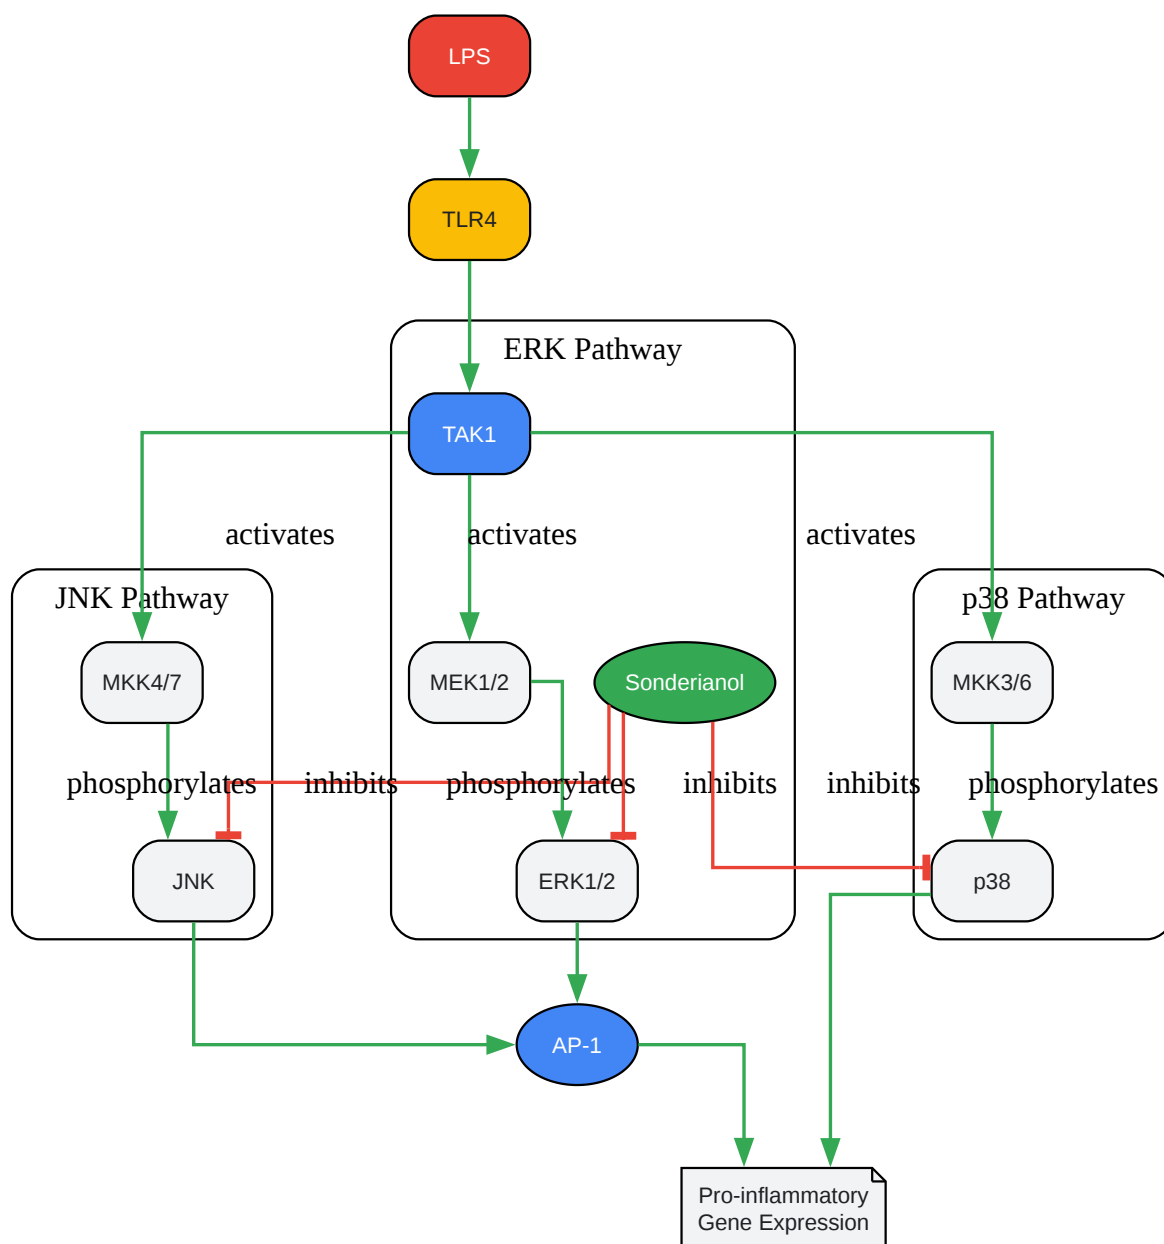 LPS
TLR4
ERK Pathway
TAK1
activates
activates
activates
JNK Pathway
p38 Pathway
MKK4/7
MEK1/2
Sonderianol
MKK3/6
phosphorylates
inhibits
phosphorylates
inhibits
inhibits
phosphorylates
JNK
ERK1/2
p38
AP-1
Pro-inflammatory
Gene Expression